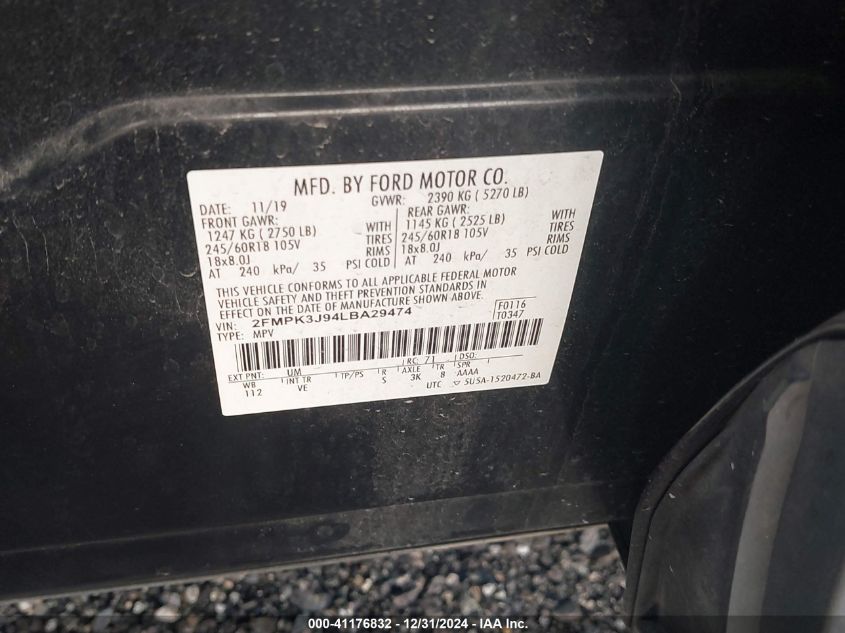 MFD. BY FORD MOTOR CO.
DATE: 11/19 GVWR: 2390 KG ( 5270 LB)
FRONT GAWR: REAR GAWR:
1247 KG ( 2750 LB) WITH 1145 KG ( 2525 LB) WITH
245/60R18 105V TIRES 245/60R18 105V TIRES
18x8.0J RIMS 18x8.0J RIMS
AT 240 kPa/ 35 PSI COLD AT 240 kPa/ 35 PSI COLD
THIS VEHICLE CONFORMS TO ALL APPLICABLE FEDERAL MOTOR
VEHICLE SAFETY AND THEFT PREVENTION STANDARDS IN
EFFECT ON THE DATE OF MANUFACTURE SHOWN ABOVE.
VIN: 2FMPK3J94LBA29474 F0116
TYPE: MPV T0347
EXT PNT: UM RC: 71 DSO:
WB INT TR TP/PS R AXLE TR SPR
112 VE S 3K 8 AAAA
UTC ▽ 5U5A-1520472-BA
000-41176832 - 12/31/2024 - IAA Inc.